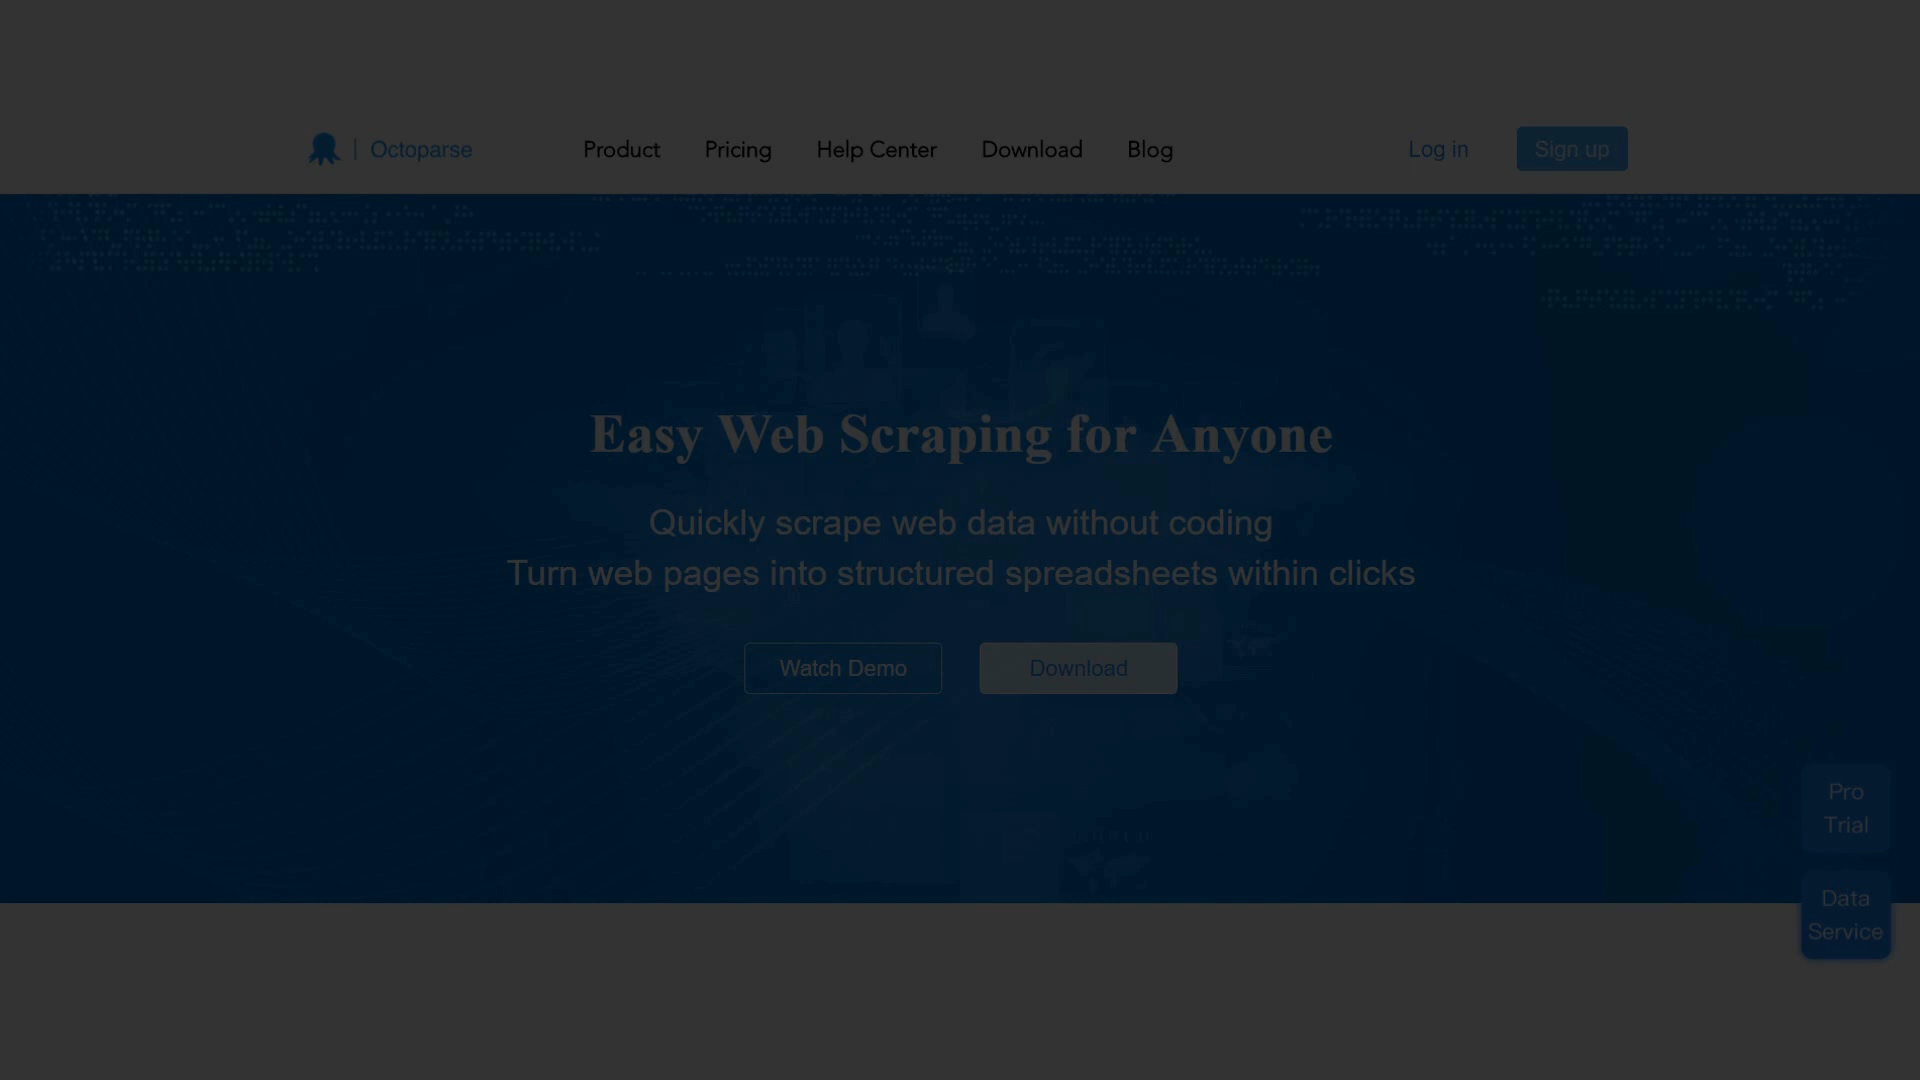 Octoparse
Product Pricing Help Center Download Blog
Log in Sign up
Easy Web Scraping for Anyone
Quickly scrape web data without coding
Turn web pages into structured spreadsheets within clicks
Watch Demo Download
Pro
Trial
Data
Service